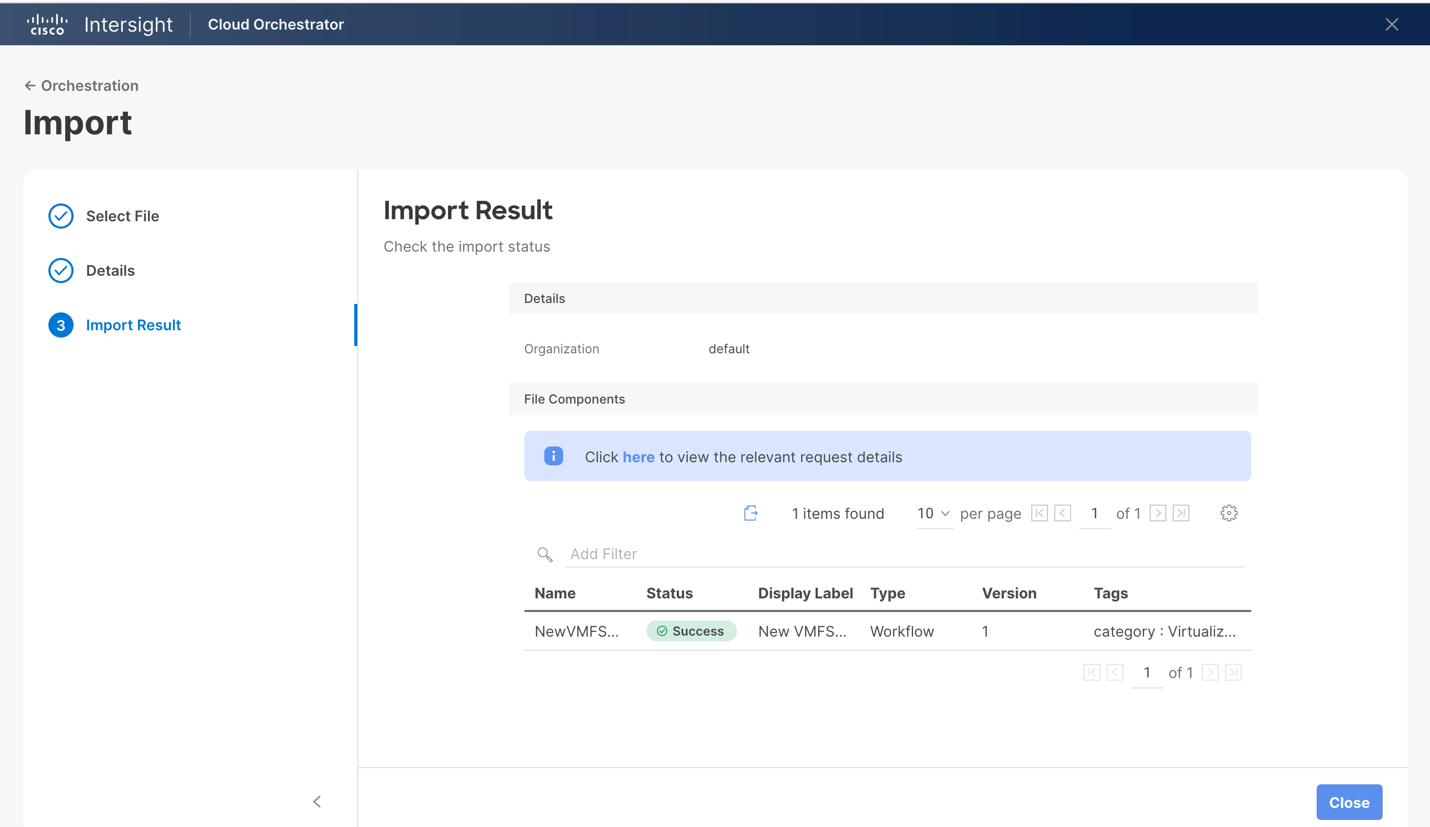 CISCO Intersight Cloud Orchestrator
Orchestration
Import
Select File
Details
3 Import Result
Import Result
Check the import status
Details
Organization default
File Components
Click here to view the relevant request details
1 items found 10 per page 1 of 1
Add Filter
Name Status Display Label Type Version Tags
NewVMFS... Success New VMFS... Workflow 1 category : Virtualiz...
1 of 1
Close